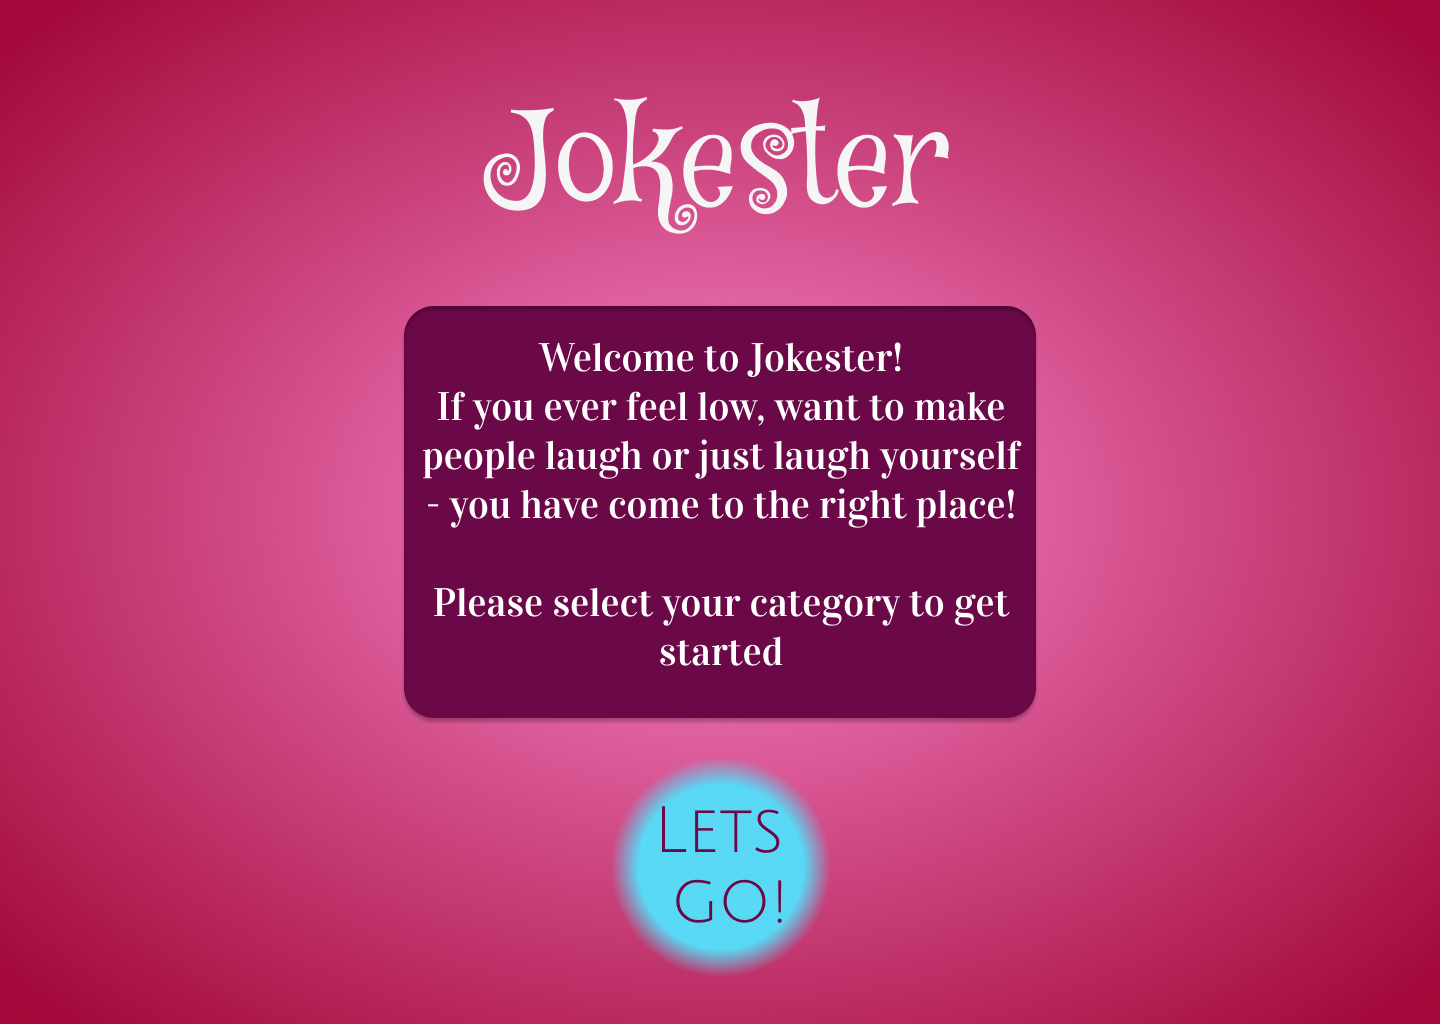 Jokester
Welcome to Jokester!
If you ever feel low, want to make
people laugh or just laugh yourself
- you have come to the right place!
Please select your category to get
started
LETS
GO!